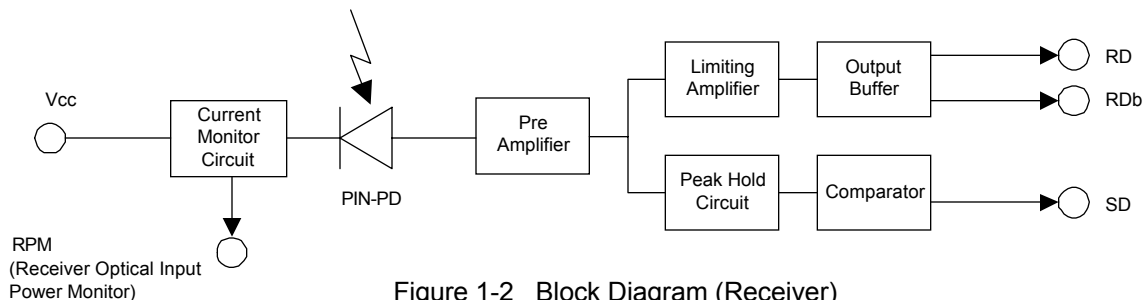 Vcc
Current
Monitor
Circuit
RPM
(Receiver Optical Input
Power Monitor)
PIN-PD
Pre
Amplifier
Limiting
Amplifier
Output
Buffer
RD
RDb
Peak Hold
Circuit
Comparator
SD
Figure 1-2 Block Diagram (Receiver)